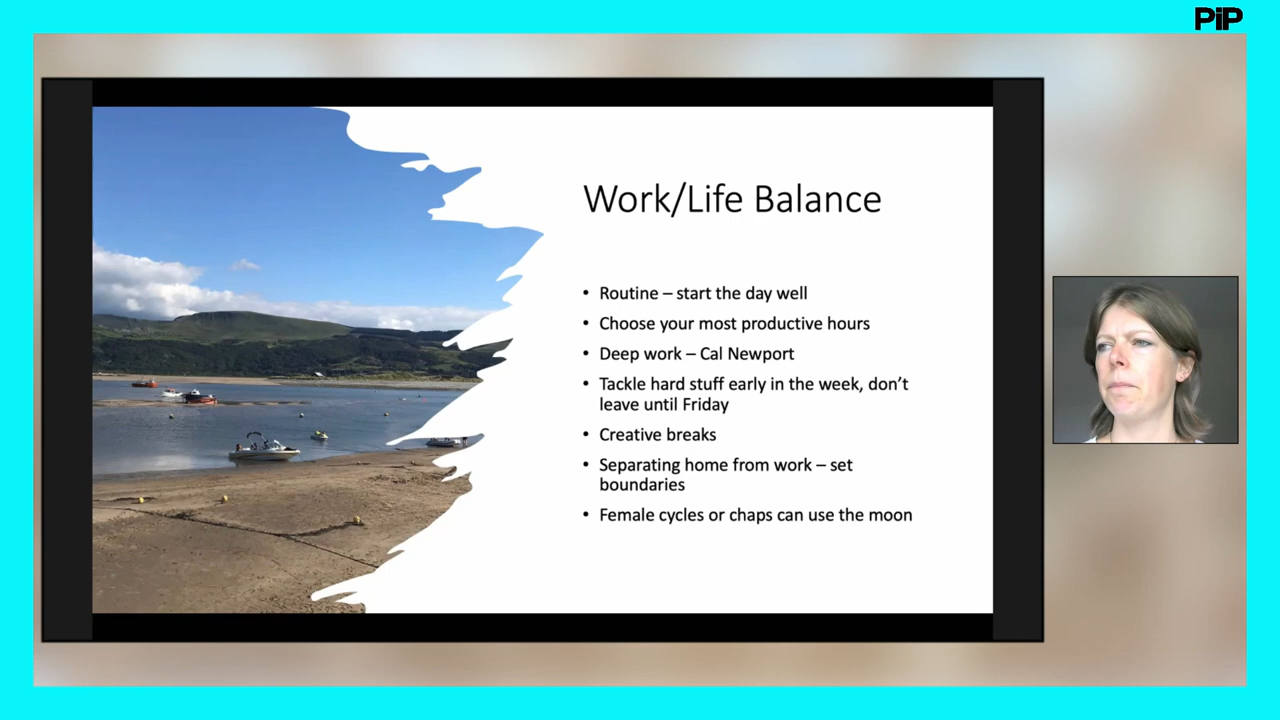 PiP
Work/Life Balance
• Routine – start the day well
• Choose your most productive hours
• Deep work – Cal Newport
• Tackle hard stuff early in the week, don’t
leave until Friday
• Creative breaks
• Separating home from work – set
boundaries
• Female cycles or chaps can use the moon